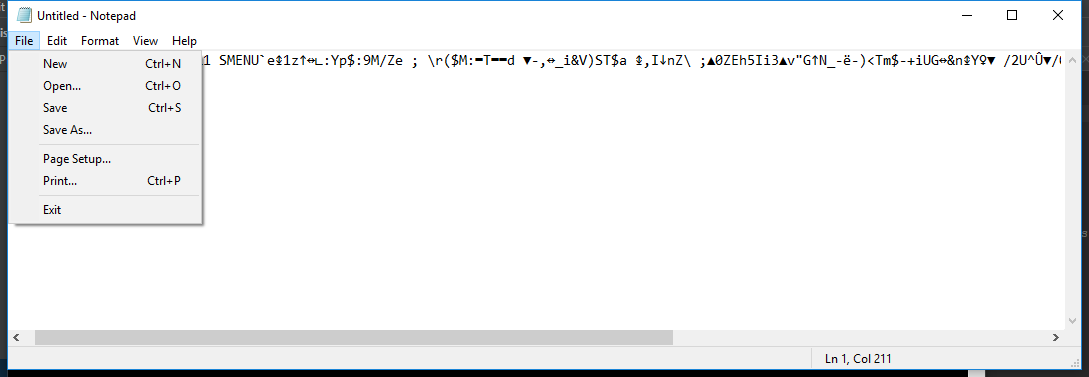 Untitled - Notepad
File Edit Format View Help
1 SMENU`e↕1z↑↔∟:Yp$:9M/Ze ; \r($M:━T━━d ▼-,↔_i&V)ST$a ↕,I↓nZ\ ;▲0ZEh5Ii3▲v"G↑N_-ë-)<Tm$-+iUG↔&n↕Y♀▼ /2U^Û▼/
New Ctrl+N
Open... Ctrl+O
Save Ctrl+S
Save As...
Page Setup...
Print... Ctrl+P
Exit
Ln 1, Col 211